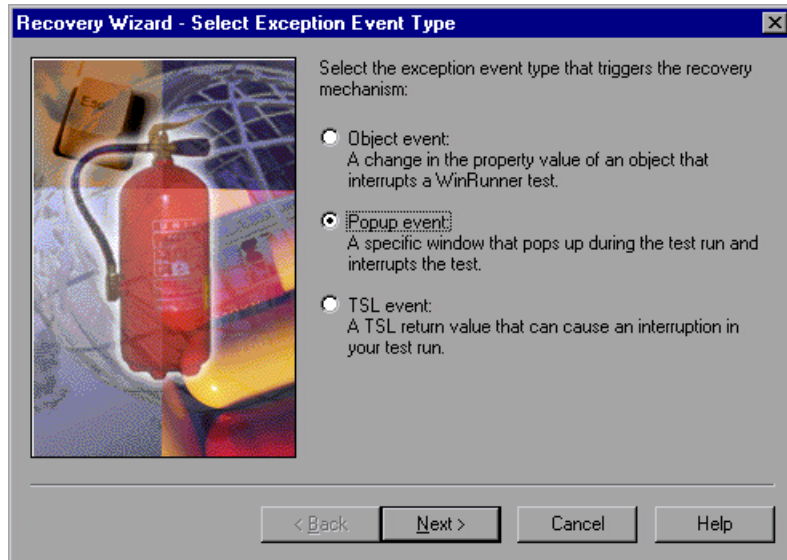 Recovery Wizard - Select Exception Event Type
Select the exception event type that triggers the recovery
mechanism:
Object event:
A change in the property value of an object that
interrupts a WinRunner test.
Popup event:
A specific window that pops up during the test run and
interrupts the test.
TSL event:
A TSL return value that can cause an interruption in
your test run.
Esc
< Back
Next >
Cancel
Help